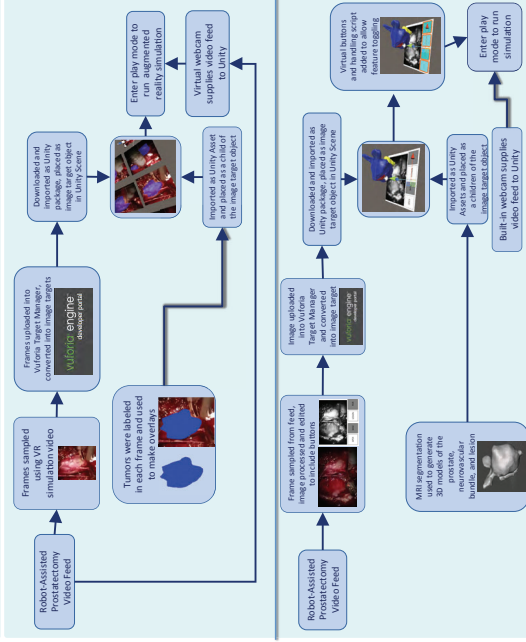 Robot-Assisted
Prostatectomy
Video Feed
Frames sampled
using VR
simulation video
Frames uploaded into
Vuforia Target Manager,
converted into image targets
vuforia engine
developer portal
Downloaded and
imported as Unity
package, placed as
image target object
in Unity Scene
Enter play mode to
run augmented
reality simulation
Virtual webcam
supplies video feed
to Unity
Tumors were labeled
in each frame and used
to make overlays
Imported as Unity Asset
and placed as a child of
the image target object
Robot-Assisted
Prostatectomy
Video Feed
Frame sampled from feed,
image processed and edited
to include buttons
Image uploaded
into Vuforia
Target Manager
and converted
into image target
vuforia engine
developer portal
Downloaded and imported as
Unity package, placed as image
target object in Unity Scene
Virtual buttons
and handling script
added to allow
feature toggling
Enter play
mode to run
simulation
MRI segmentation
used to generate
3D models of the
prostate,
neurovascular
bundle, and lesion
Imported as Unity
Assets and placed as
a children of the
image target object
Built-in webcam supplies
video feed to Unity